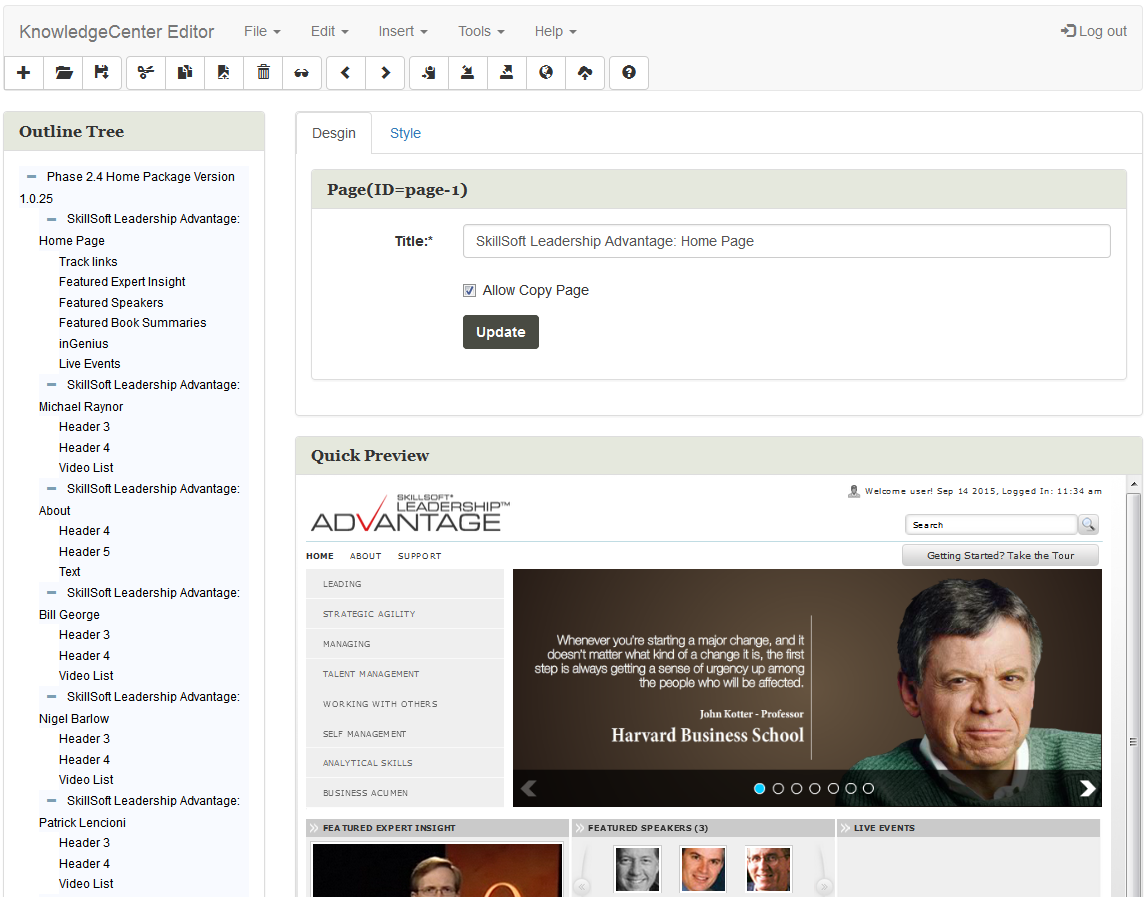 KnowledgeCenter Editor
File
Edit
Insert
Tools
Help
Log out
Outline Tree
Phase 2.4 Home Package Version
1.0.25
SkillSoft Leadership Advantage:
Home Page
Track links
Featured Expert Insight
Featured Speakers
Featured Book Summaries
inGenius
Live Events
SkillSoft Leadership Advantage:
Michael Raynor
Header 3
Header 4
Video List
SkillSoft Leadership Advantage:
About
Header 4
Header 5
Text
SkillSoft Leadership Advantage:
Bill George
Header 3
Header 4
Video List
SkillSoft Leadership Advantage:
Nigel Barlow
Header 3
Header 4
Video List
SkillSoft Leadership Advantage:
Patrick Lencioni
Header 3
Header 4
Video List
Desgin
Style
Page(ID=page-1)
Title:*
SkillSoft Leadership Advantage: Home Page
Allow Copy Page
Update
Quick Preview
SKILLSOFT
LEADERSHIP™
ADVANTAGE
Welcome user! Sep 14 2015, Logged In: 11:34 am
Search
HOME
ABOUT
SUPPORT
Getting Started? Take the Tour
LEADING
STRATEGIC AGILITY
MANAGING
TALENT MANAGEMENT
WORKING WITH OTHERS
SELF MANAGEMENT
ANALYTICAL SKILLS
BUSINESS ACUMEN
Whenever you're starting a major change, and it
doesn't matter what kind of a change it is, the first
step is always getting a sense of urgency up among
the people who will be affected.
John Kotter - Professor
Harvard Business School
FEATURED EXPERT INSIGHT
FEATURED SPEAKERS (3)
LIVE EVENTS